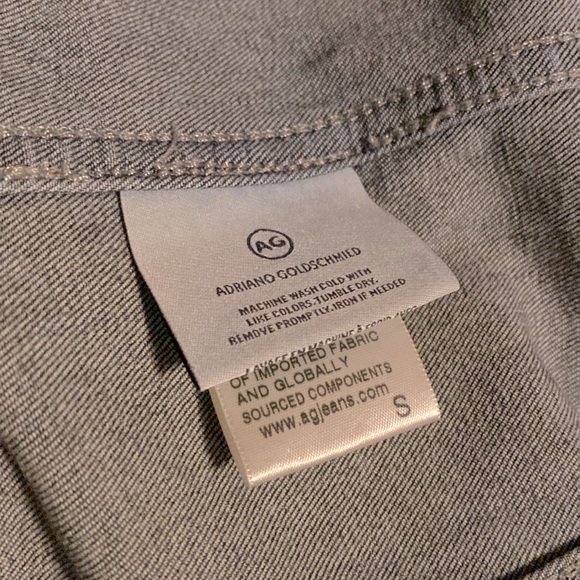 AG
ADRIANO GOLDSCHMIED
MACHINE WASH COLD WITH
LIKE COLORS.TUMBLE DRY.
REMOVE PROMPTLY.IRON IF NEEDED
OF IMPORTED FABRIC
AND GLOBALLY
SOURCED COMPONENTS
www.agjeans.com
S